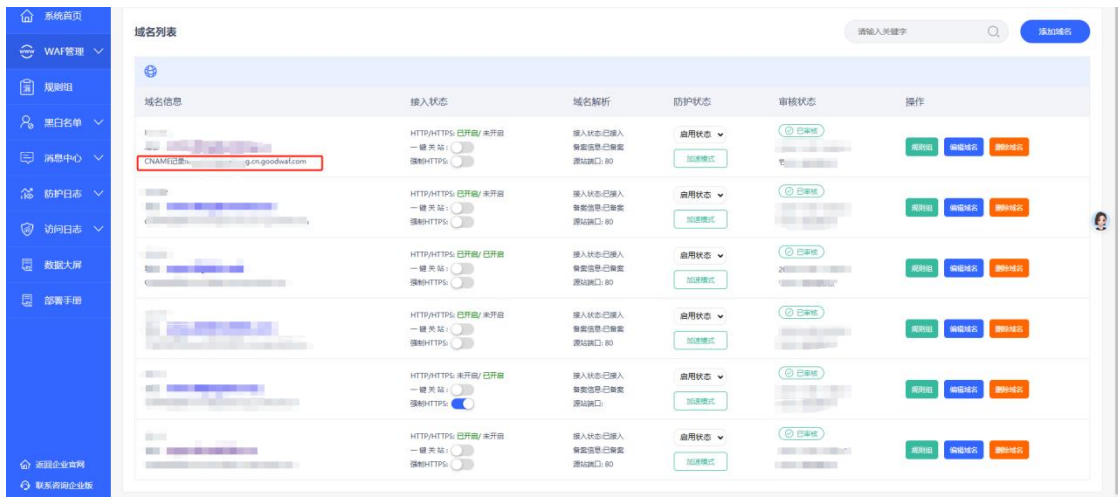 系统首页
WAF管理
规则组
黑白名单
消息中心
防护日志
访问日志
数据大屏
部署手册
返回企业官网
联系咨询企业版
域名列表
请输入关键字
添加域名
域名信息 接入状态 域名解析 防护状态 审核状态 操作
HTTP/HTTPS: 已开启/ 未开启 接入状态:已接入 启用状态 已审核
一键关站: 备案信息:已备案 规则组 编辑域名 删除域名
CNAME记录 g.cn.goodwaf.com 强制HTTPS: 源站端口: 80 加速模式
HTTP/HTTPS: 已开启/ 未开启 接入状态:已接入 启用状态 已审核
一键关站: 备案信息:已备案 规则组 编辑域名 删除域名
强制HTTPS: 源站端口: 80 加速模式
HTTP/HTTPS: 已开启/ 已开启 接入状态:已接入 启用状态 已审核
一键关站: 备案信息:已备案 规则组 编辑域名 删除域名
强制HTTPS: 源站端口: 80 加速模式
HTTP/HTTPS: 已开启/ 未开启 接入状态:已接入 启用状态 已审核
一键关站: 备案信息:已备案 规则组 编辑域名 删除域名
强制HTTPS: 源站端口: 80 加速模式
HTTP/HTTPS: 未开启/ 已开启 接入状态:已接入 启用状态 已审核
一键关站: 备案信息:已备案 规则组 编辑域名 删除域名
强制HTTPS: 源站端口: 加速模式
HTTP/HTTPS: 已开启/ 未开启 接入状态:已接入 启用状态 已审核
一键关站: 备案信息:已备案 规则组 编辑域名 删除域名
强制HTTPS: 源站端口: 80 加速模式